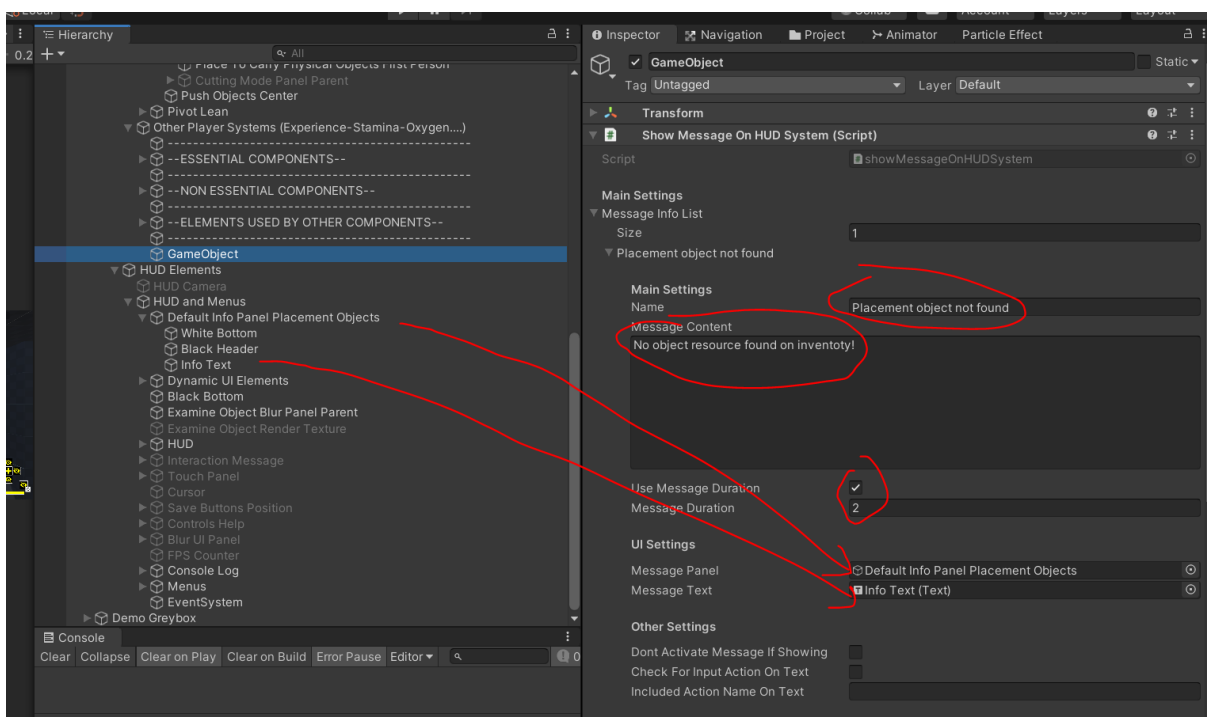 Local
Collab
Account
Layers
Layout
Hierarchy
0.2
All
Place To Carry Physical Objects First Person
Cutting Mode Panel Parent
Push Objects Center
Pivot Lean
Other Player Systems (Experience-Stamina-Oxygen....)
-----------------------------------------------
--ESSENTIAL COMPONENTS--
-----------------------------------------------
--NON ESSENTIAL COMPONENTS--
-----------------------------------------------
--ELEMENTS USED BY OTHER COMPONENTS--
-----------------------------------------------
GameObject
HUD Elements
HUD Camera
HUD and Menus
Default Info Panel Placement Objects
White Bottom
Black Header
Info Text
Dynamic UI Elements
Black Bottom
Examine Object Blur Panel Parent
Examine Object Render Texture
HUD
Interaction Message
Touch Panel
Cursor
Save Buttons Position
Controls Help
Blur UI Panel
FPS Counter
Console Log
Menus
EventSystem
Demo Greybox
Console
Clear Collapse Clear on Play Clear on Build Error Pause Editor 0
Inspector Navigation Project Animator Particle Effect
GameObject Static
Tag Untagged Layer Default
Transform
# Show Message On HUD System (Script)
Script showMessageOnHUDSystem
Main Settings
Message Info List
Size 1
Placement object not found
Main Settings
Name Placement object not found
Message Content
No object resource found on inventoty!
Use Message Duration
Message Duration 2
UI Settings
Message Panel Default Info Panel Placement Objects
Message Text Info Text (Text)
Other Settings
Dont Activate Message If Showing
Check For Input Action On Text
Included Action Name On Text